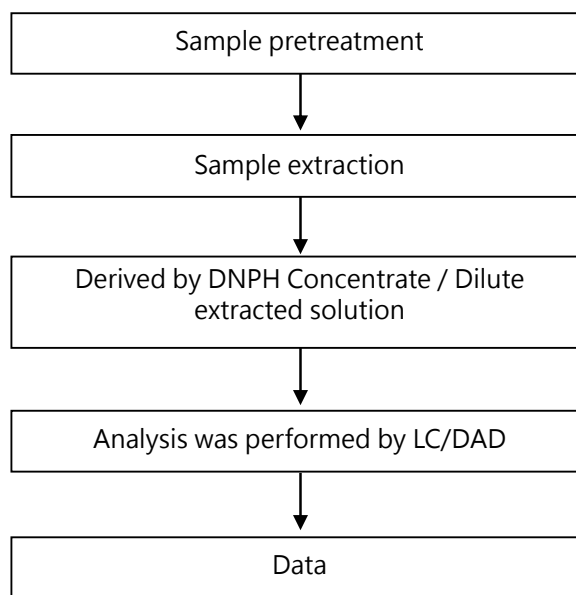 Sample pretreatment
Sample extraction
Derived by DNPH Concentrate / Dilute
extracted solution
Analysis was performed by LC/DAD
Data